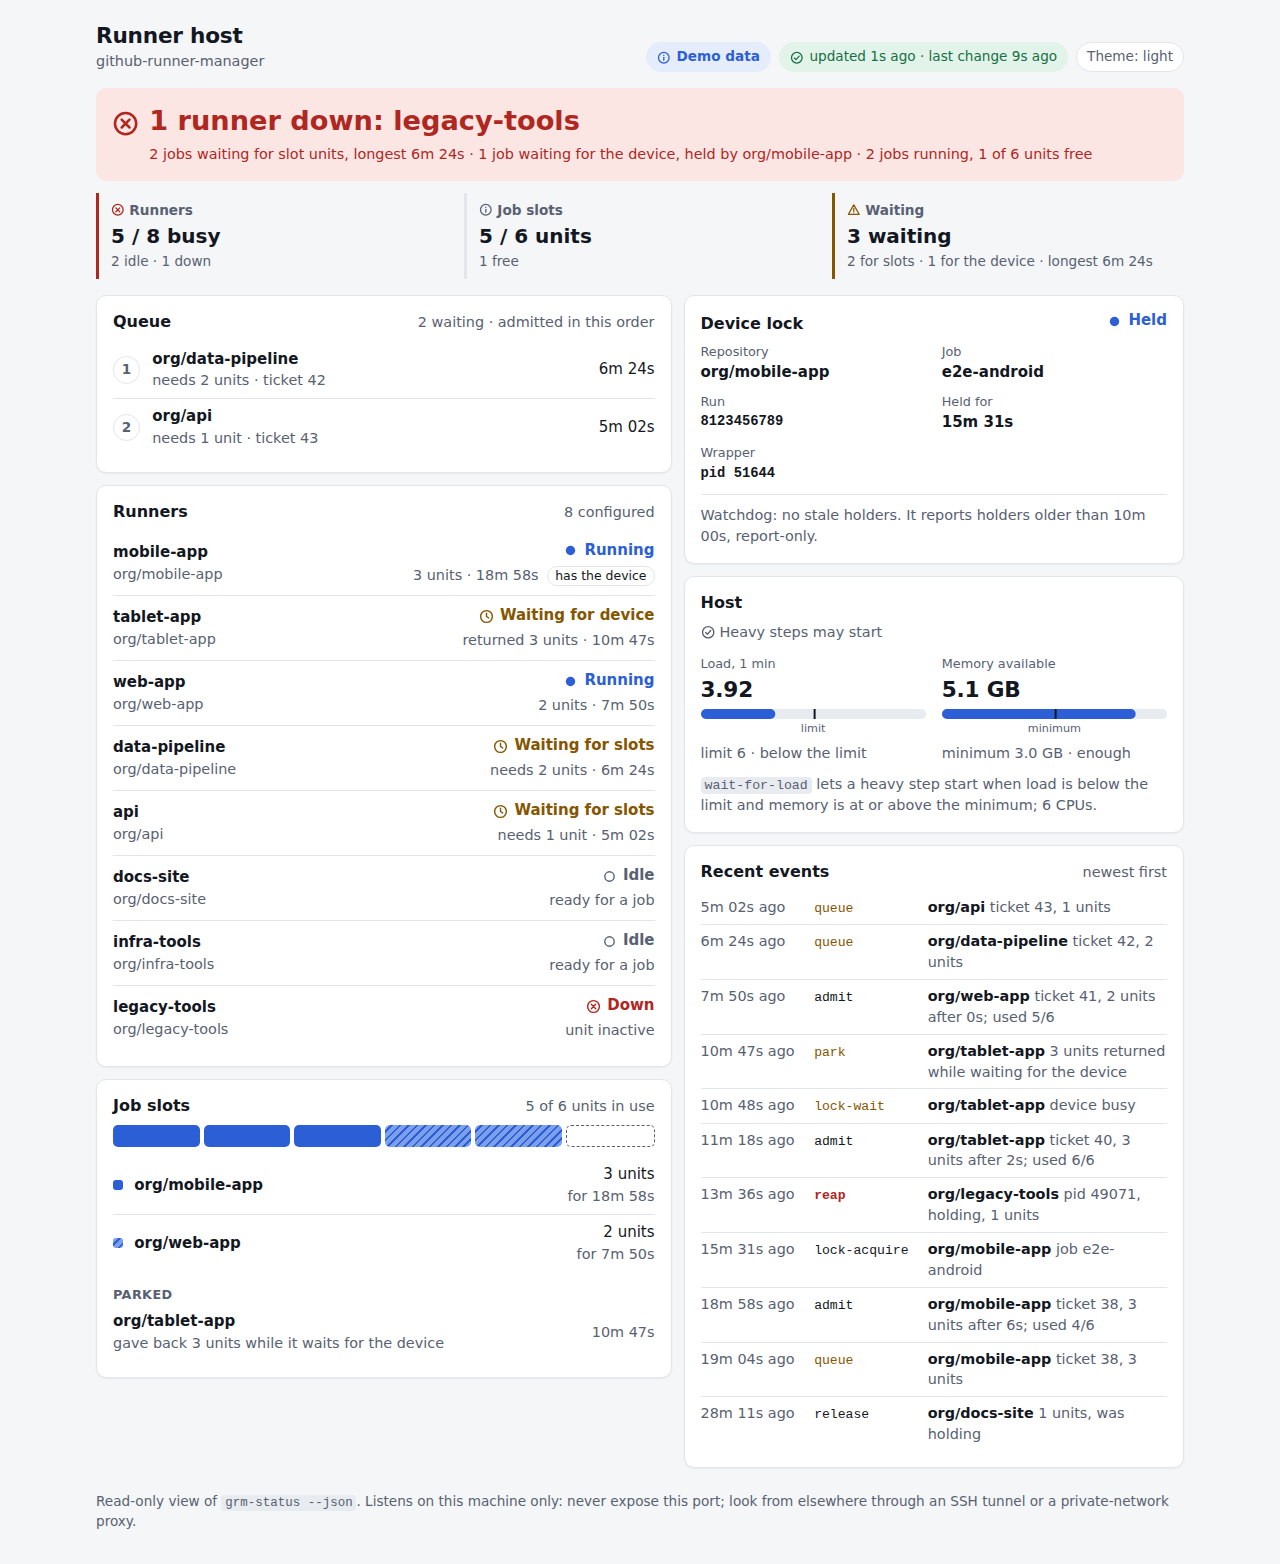 Runner host
github-runner-manager
Demo data
updated 1s ago · last change 9s ago
Theme: light
1 runner down: legacy-tools
2 jobs waiting for slot units, longest 6m 24s · 1 job waiting for the device, held by org/mobile-app · 2 jobs running, 1 of 6 units free
Runners
5 / 8 busy
2 idle · 1 down
Job slots
5 / 6 units
1 free
Waiting
3 waiting
2 for slots · 1 for the device · longest 6m 24s
Queue
2 waiting · admitted in this order
1
org/data-pipeline
needs 2 units · ticket 42
6m 24s
2
org/api
needs 1 unit · ticket 43
5m 02s
Runners
8 configured
mobile-app
Running
org/mobile-app
3 units · 18m 58s has the device
tablet-app
Waiting for device
org/tablet-app
returned 3 units · 10m 47s
web-app
Running
org/web-app
2 units · 7m 50s
data-pipeline
Waiting for slots
org/data-pipeline
needs 2 units · 6m 24s
api
Waiting for slots
org/api
needs 1 unit · 5m 02s
docs-site
Idle
org/docs-site
ready for a job
infra-tools
Idle
org/infra-tools
ready for a job
legacy-tools
Down
org/legacy-tools
unit inactive
Job slots
5 of 6 units in use
org/mobile-app
3 units
for 18m 58s
org/web-app
2 units
for 7m 50s
PARKED
org/tablet-app
gave back 3 units while it waits for the device
10m 47s
Device lock
Held
Repository
org/mobile-app
Job
e2e-android
Run
8123456789
Held for
15m 31s
Wrapper
pid 51644
Watchdog: no stale holders. It reports holders older than 10m
00s, report-only.
Host
Heavy steps may start
Load, 1 min
3.92
limit
limit 6 · below the limit
Memory available
5.1 GB
minimum
minimum 3.0 GB · enough
wait-for-load lets a heavy step start when load is below the
limit and memory is at or above the minimum; 6 CPUs.
Recent events
newest first
5m 02s ago queue org/api ticket 43, 1 units
6m 24s ago queue org/data-pipeline ticket 42, 2
units
7m 50s ago admit org/web-app ticket 41, 2 units
after 0s; used 5/6
10m 47s ago park org/tablet-app 3 units returned
while waiting for the device
10m 48s ago lock-wait org/tablet-app device busy
11m 18s ago admit org/tablet-app ticket 40, 3
units after 2s; used 6/6
13m 36s ago reap org/legacy-tools pid 49071,
holding, 1 units
15m 31s ago lock-acquire org/mobile-app job e2e-
android
18m 58s ago admit org/mobile-app ticket 38, 3
units after 6s; used 4/6
19m 04s ago queue org/mobile-app ticket 38, 3
units
28m 11s ago release org/docs-site 1 units, was
holding
Read-only view of grm-status --json. Listens on this machine only: never expose this port; look from elsewhere through an SSH tunnel or a private-network
proxy.